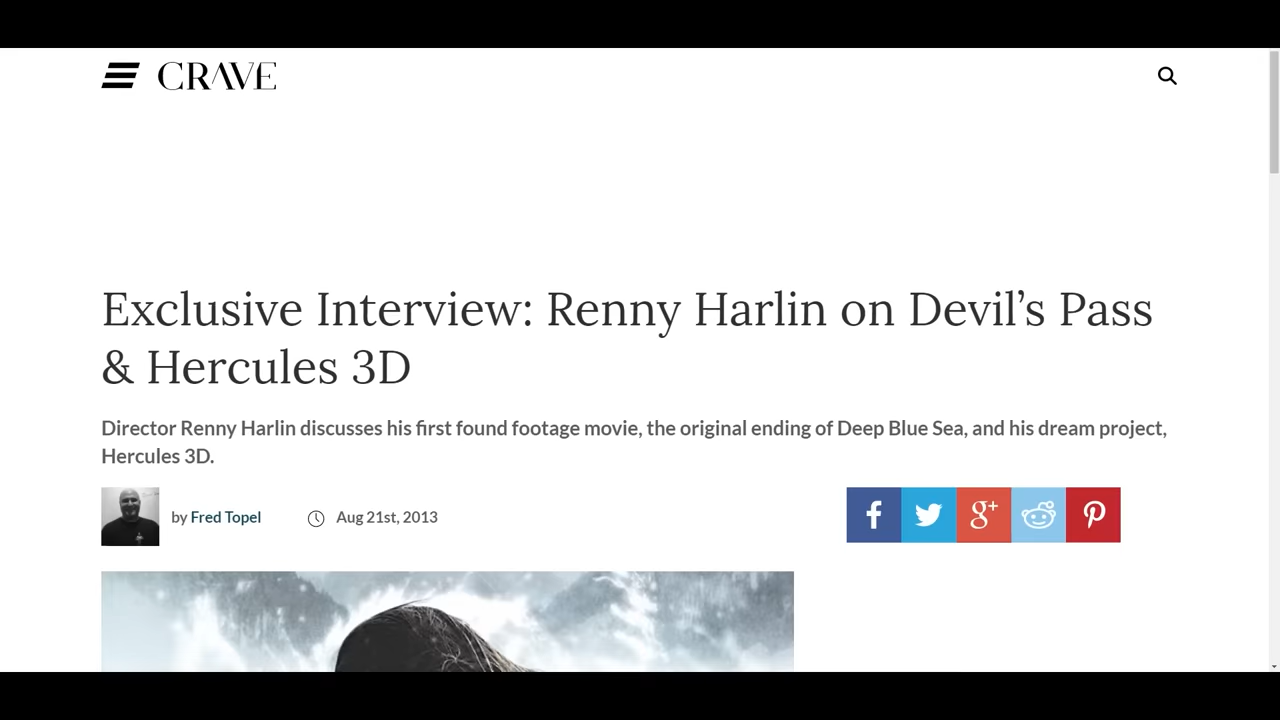 CRAVE
Exclusive Interview: Renny Harlin on Devil’s Pass
& Hercules 3D
Director Renny Harlin discusses his first found footage movie, the original ending of Deep Blue Sea, and his dream project,
Hercules 3D.
by Fred Topel Aug 21st, 2013